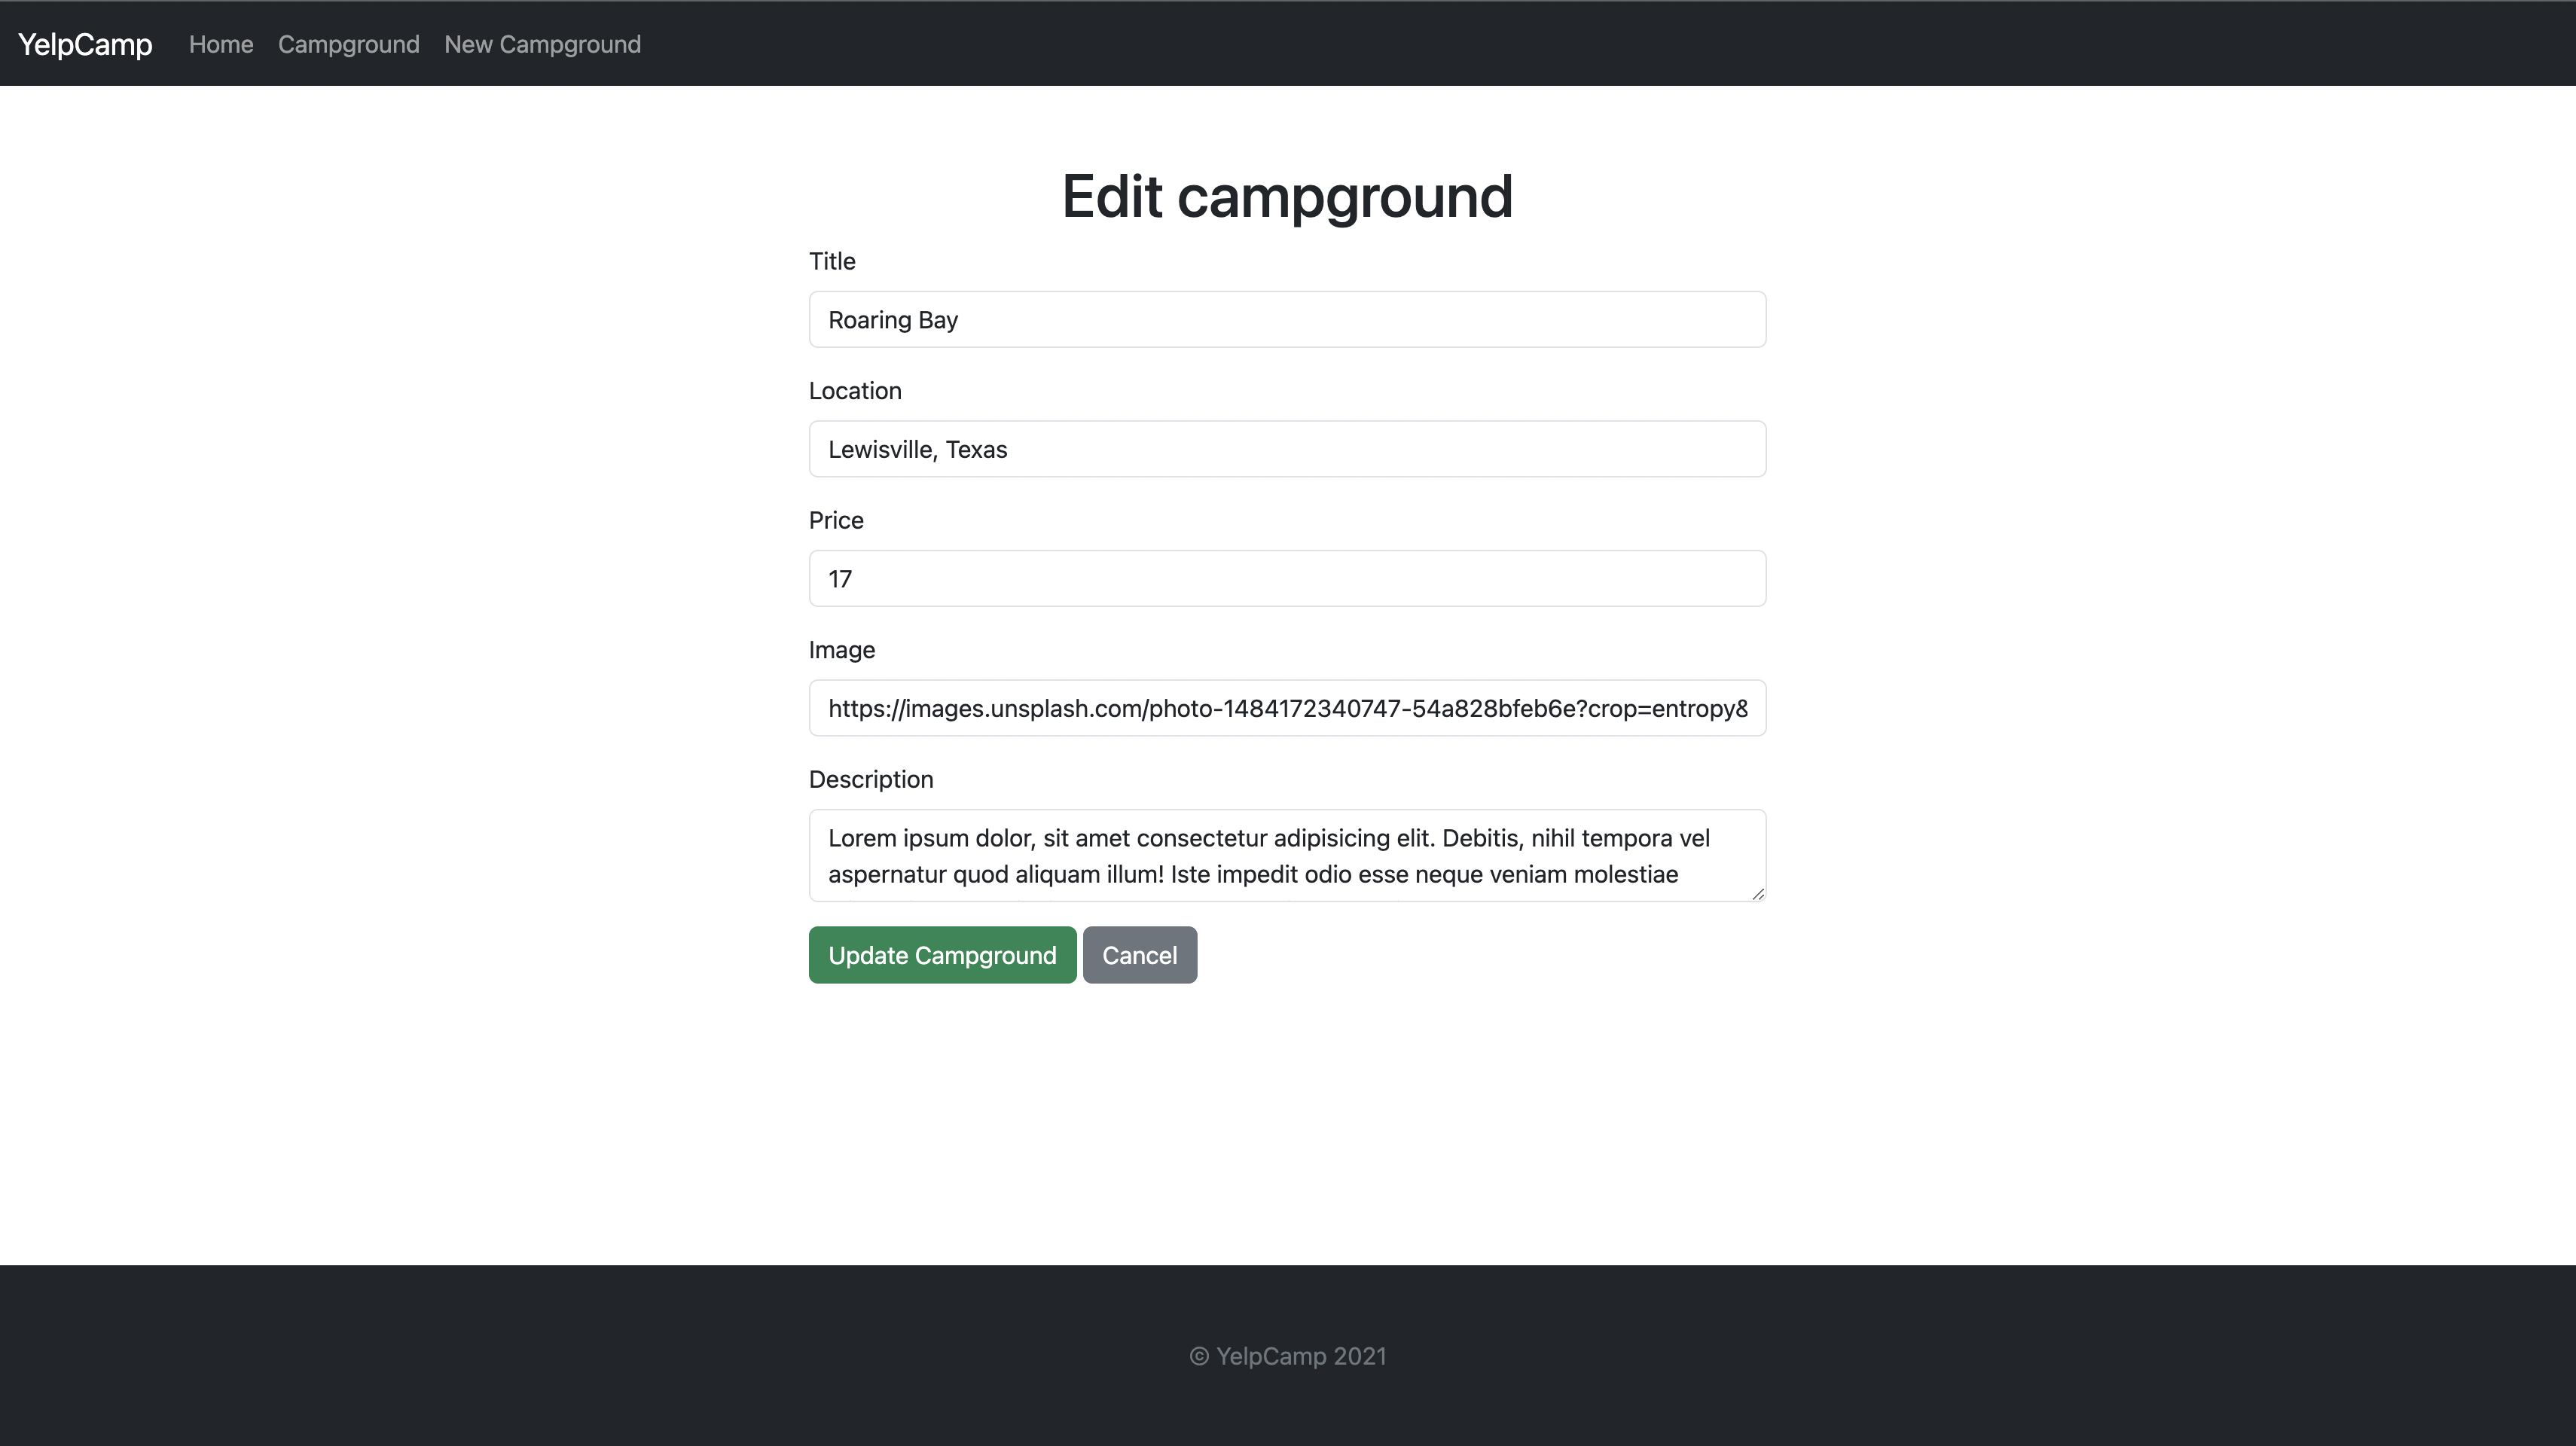 YelpCamp Home Campground New Campground
Edit campground
Title
Roaring Bay
Location
Lewisville, Texas
Price
17
Image
https://images.unsplash.com/photo-1484172340747-54a828bfeb6e?crop=entropy&
Description
Lorem ipsum dolor, sit amet consectetur adipisicing elit. Debitis, nihil tempora vel
aspernatur quod aliquam illum! Iste impedit odio esse neque veniam molestiae
Update Campground Cancel
© YelpCamp 2021